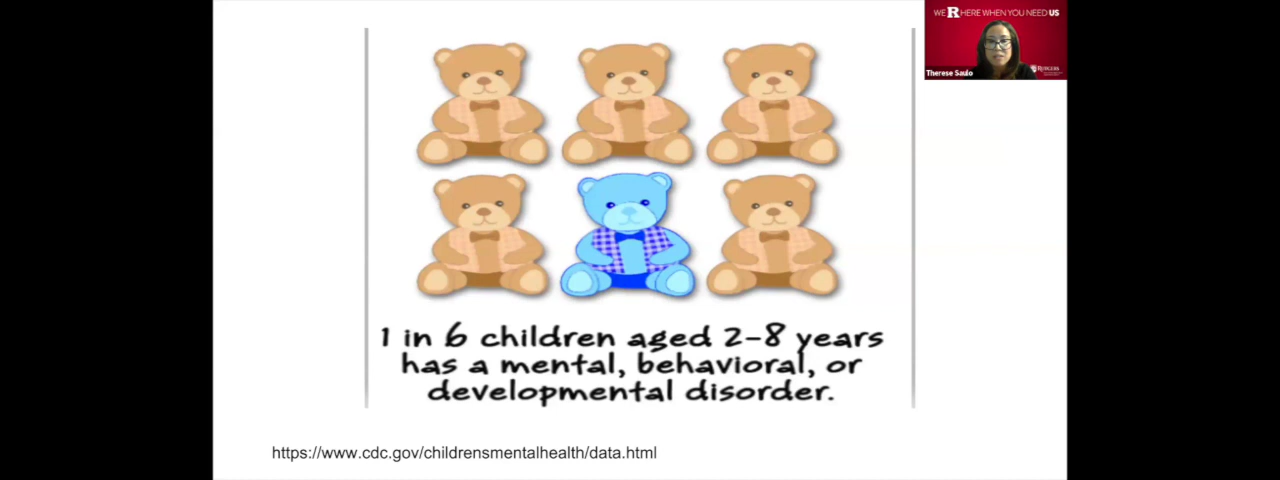 WE R HERE WHEN YOU NEED US
Therese Saulo
RUTGERS
1 in 6 children aged 2-8 years
has a mental, behavioral, or
developmental disorder.
https://www.cdc.gov/childrensmentalhealth/data.html